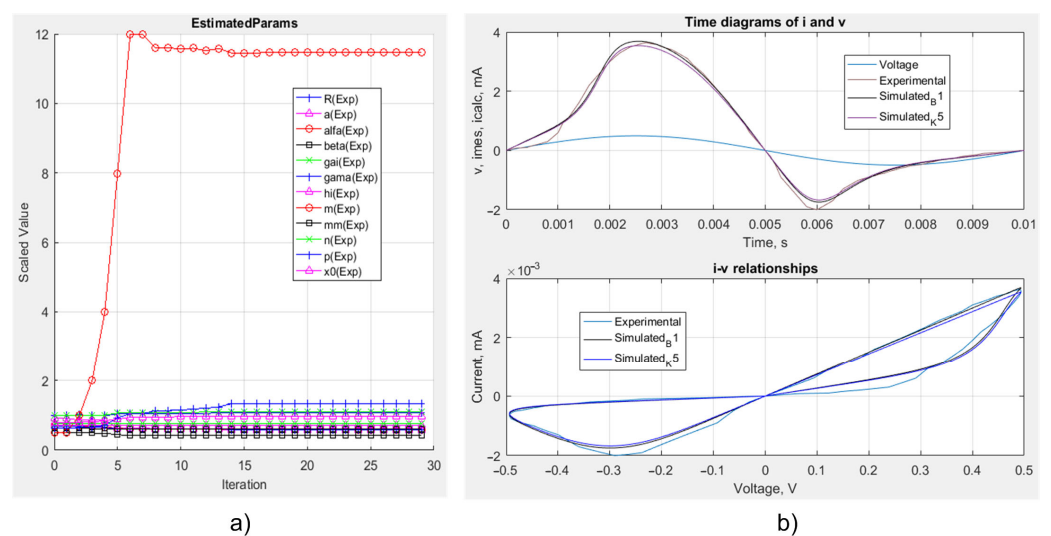 EstimatedParams
12
10
8
6
4
2
0
Scaled Value
R(Exp)
a(Exp)
alfa(Exp)
beta(Exp)
gai(Exp)
gama(Exp)
hi(Exp)
m(Exp)
mm(Exp)
n(Exp)
p(Exp)
x0(Exp)
0 5 10 15 20 25 30
Iteration
a)
Time diagrams of i and v
4
2
0
−2
v, imes, icalc, mA
Voltage
Experimental
Simulated_B1
Simulated_K5
0 0.001 0.002 0.003 0.004 0.005 0.006 0.007 0.008 0.009 0.01
Time, s
i-v relationships
×10⁻³
4
2
0
−2
Current, mA
Experimental
Simulated_B1
Simulated_K5
−0.5 −0.4 −0.3 −0.2 −0.1 0 0.1 0.2 0.3 0.4 0.5
Voltage, V
b)